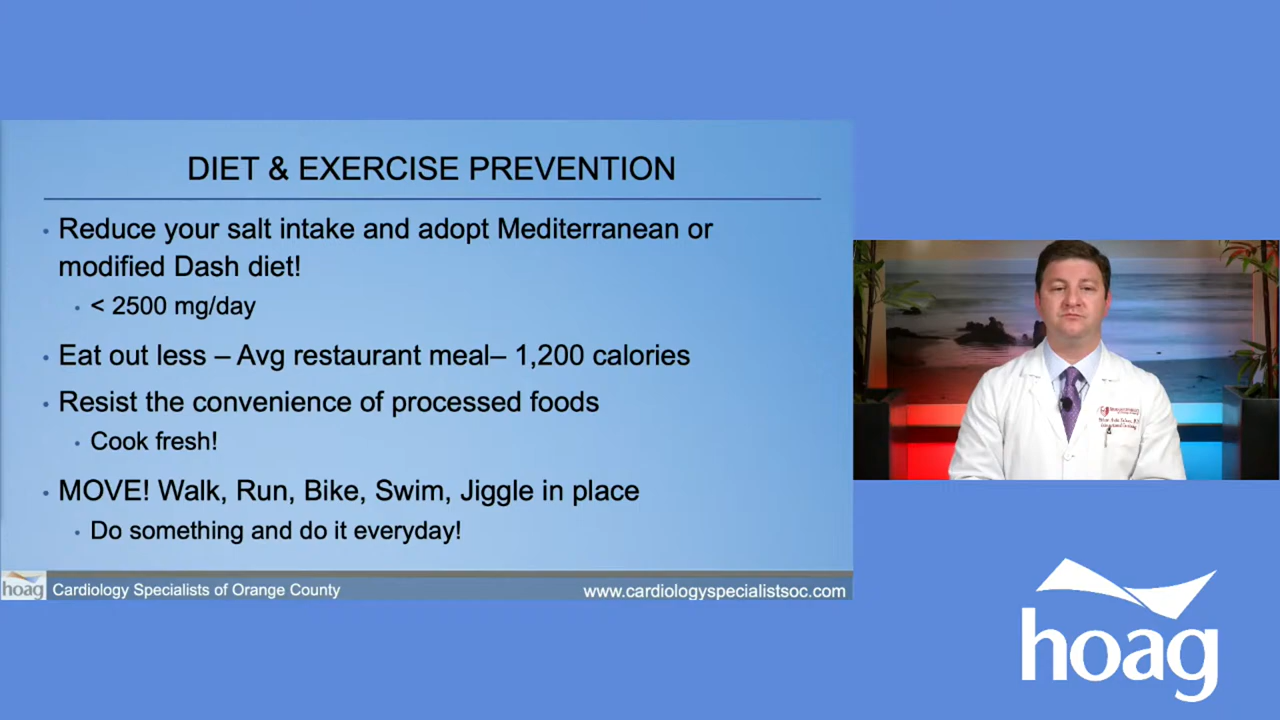 DIET & EXERCISE PREVENTION
• Reduce your salt intake and adopt Mediterranean or
modified Dash diet!
• < 2500 mg/day
• Eat out less – Avg restaurant meal– 1,200 calories
• Resist the convenience of processed foods
• Cook fresh!
• MOVE! Walk, Run, Bike, Swim, Jiggle in place
• Do something and do it everyday!
hoag Cardiology Specialists of Orange County
www.cardiologyspecialistsoc.com
hoag